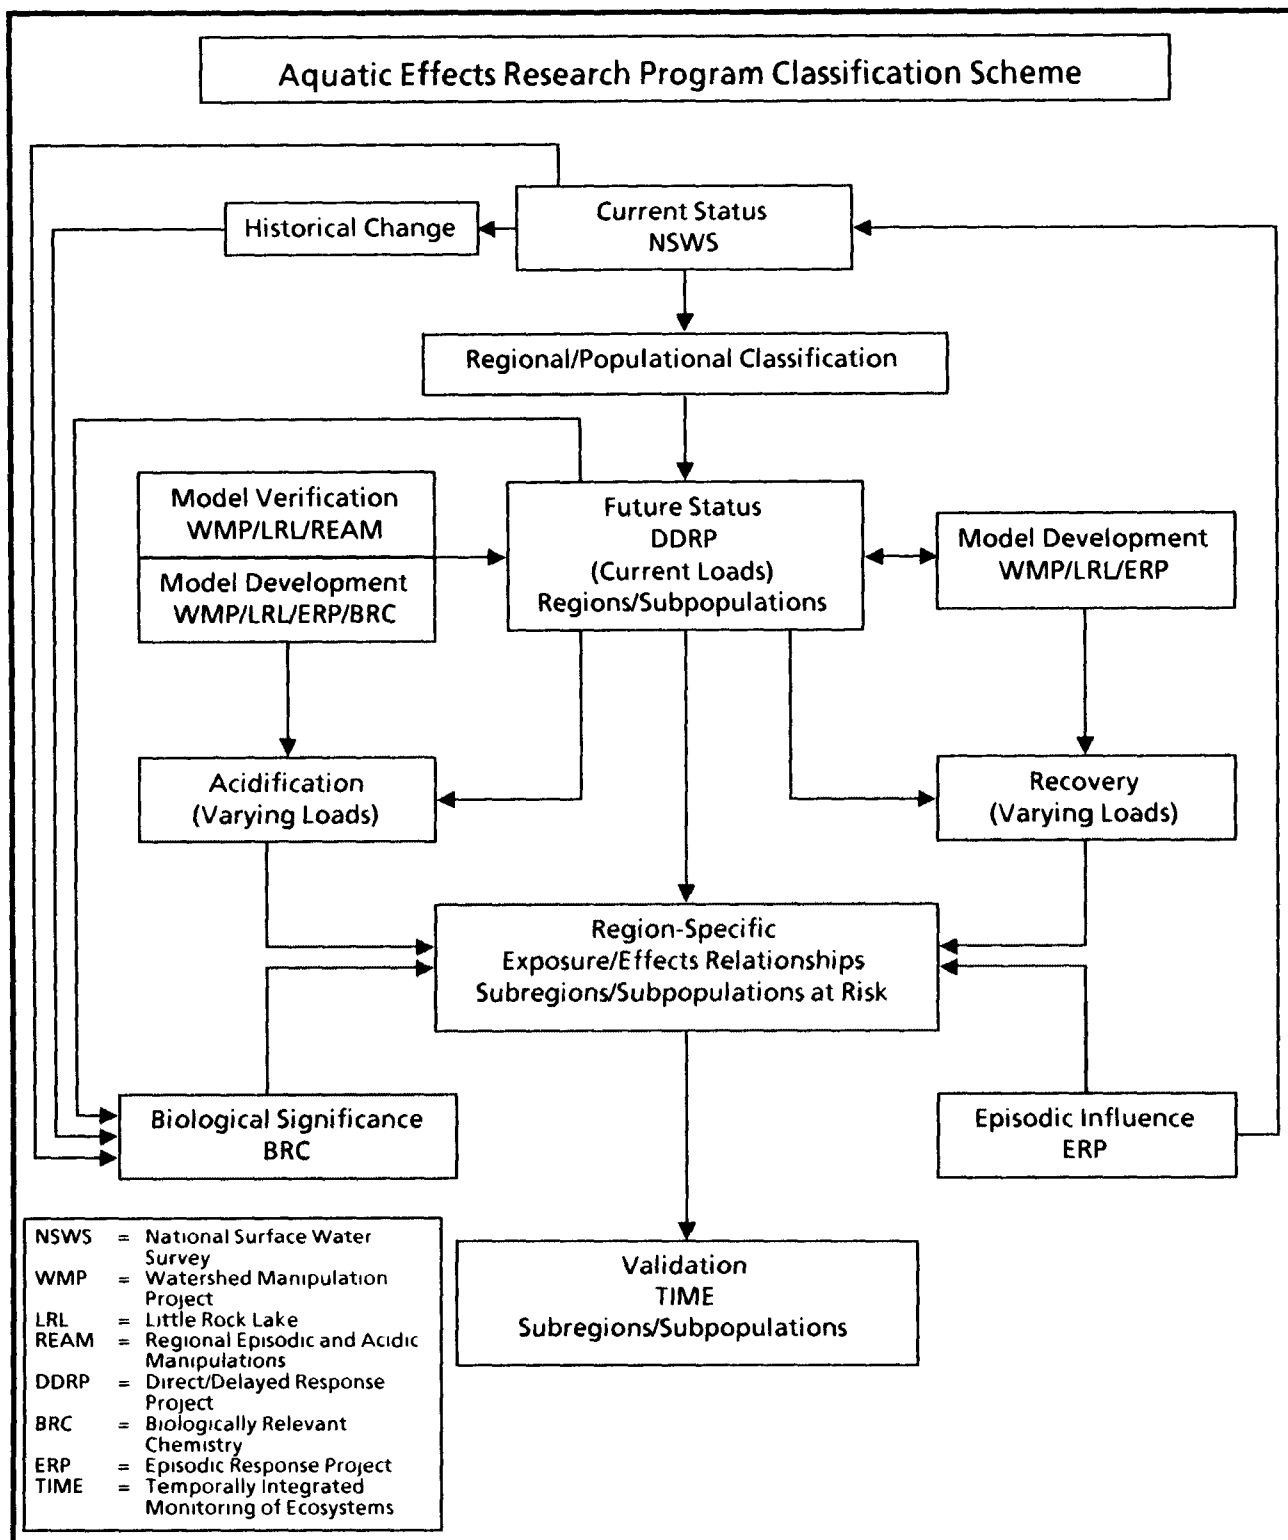 Aquatic Effects Research Program Classification Scheme
Current Status
NSWS
Historical Change
Regional/Populational Classification
Model Verification
WMP/LRL/REAM
Model Development
WMP/LRL/ERP/BRC
Future Status
DDRP
(Current Loads)
Regions/Subpopulations
Model Development
WMP/LRL/ERP
Acidification
(Varying Loads)
Recovery
(Varying Loads)
Region-Specific
Exposure/Effects Relationships
Subregions/Subpopulations at Risk
Biological Significance
BRC
Episodic Influence
ERP
Validation
TIME
Subregions/Subpopulations
NSWS = National Surface Water
Survey
WMP = Watershed Manipulation
Project
LRL = Little Rock Lake
REAM = Regional Episodic and Acidic
Manipulations
DDRP = Direct/Delayed Response
Project
BRC = Biologically Relevant
Chemistry
ERP = Episodic Response Project
TIME = Temporally Integrated
Monitoring of Ecosystems